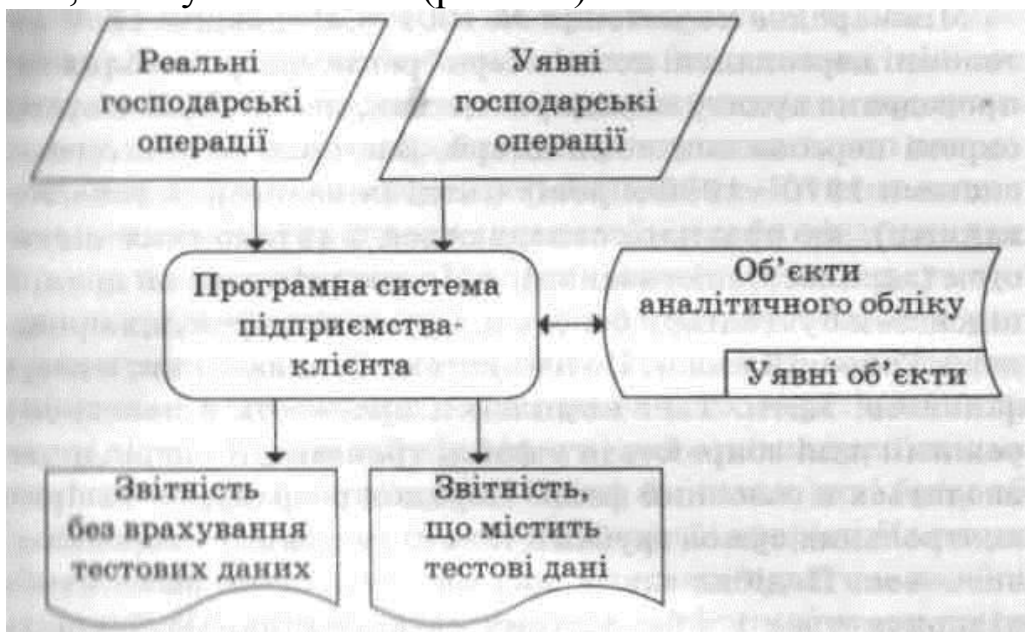 Реальні
господарські
операції
Уявні
господарські
операції
Програмна система
підприємства-
клієнта
Об'єкти
аналітичного обліку
Уявні об'єкти
Звітність
без врахування
тестових даних
Звітність,
що містить
тестові дані